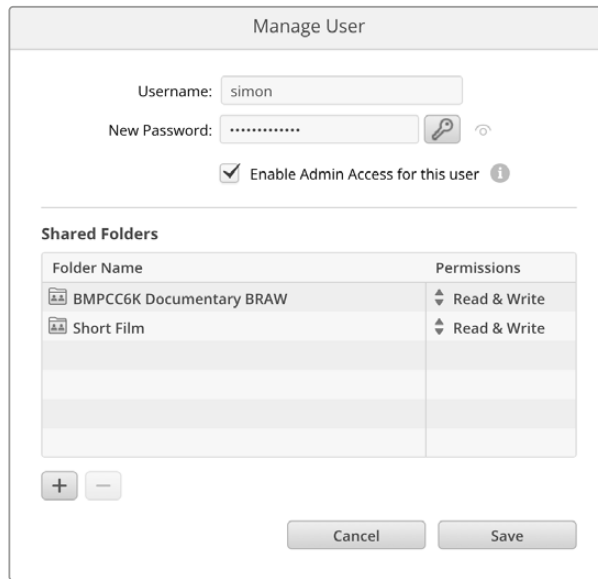 Manage User
Username: simon
New Password: •••••••••••••
Enable Admin Access for this user
Shared Folders
Folder Name Permissions
BMPCC6K Documentary BRAW Read & Write
Short Film Read & Write
Cancel Save